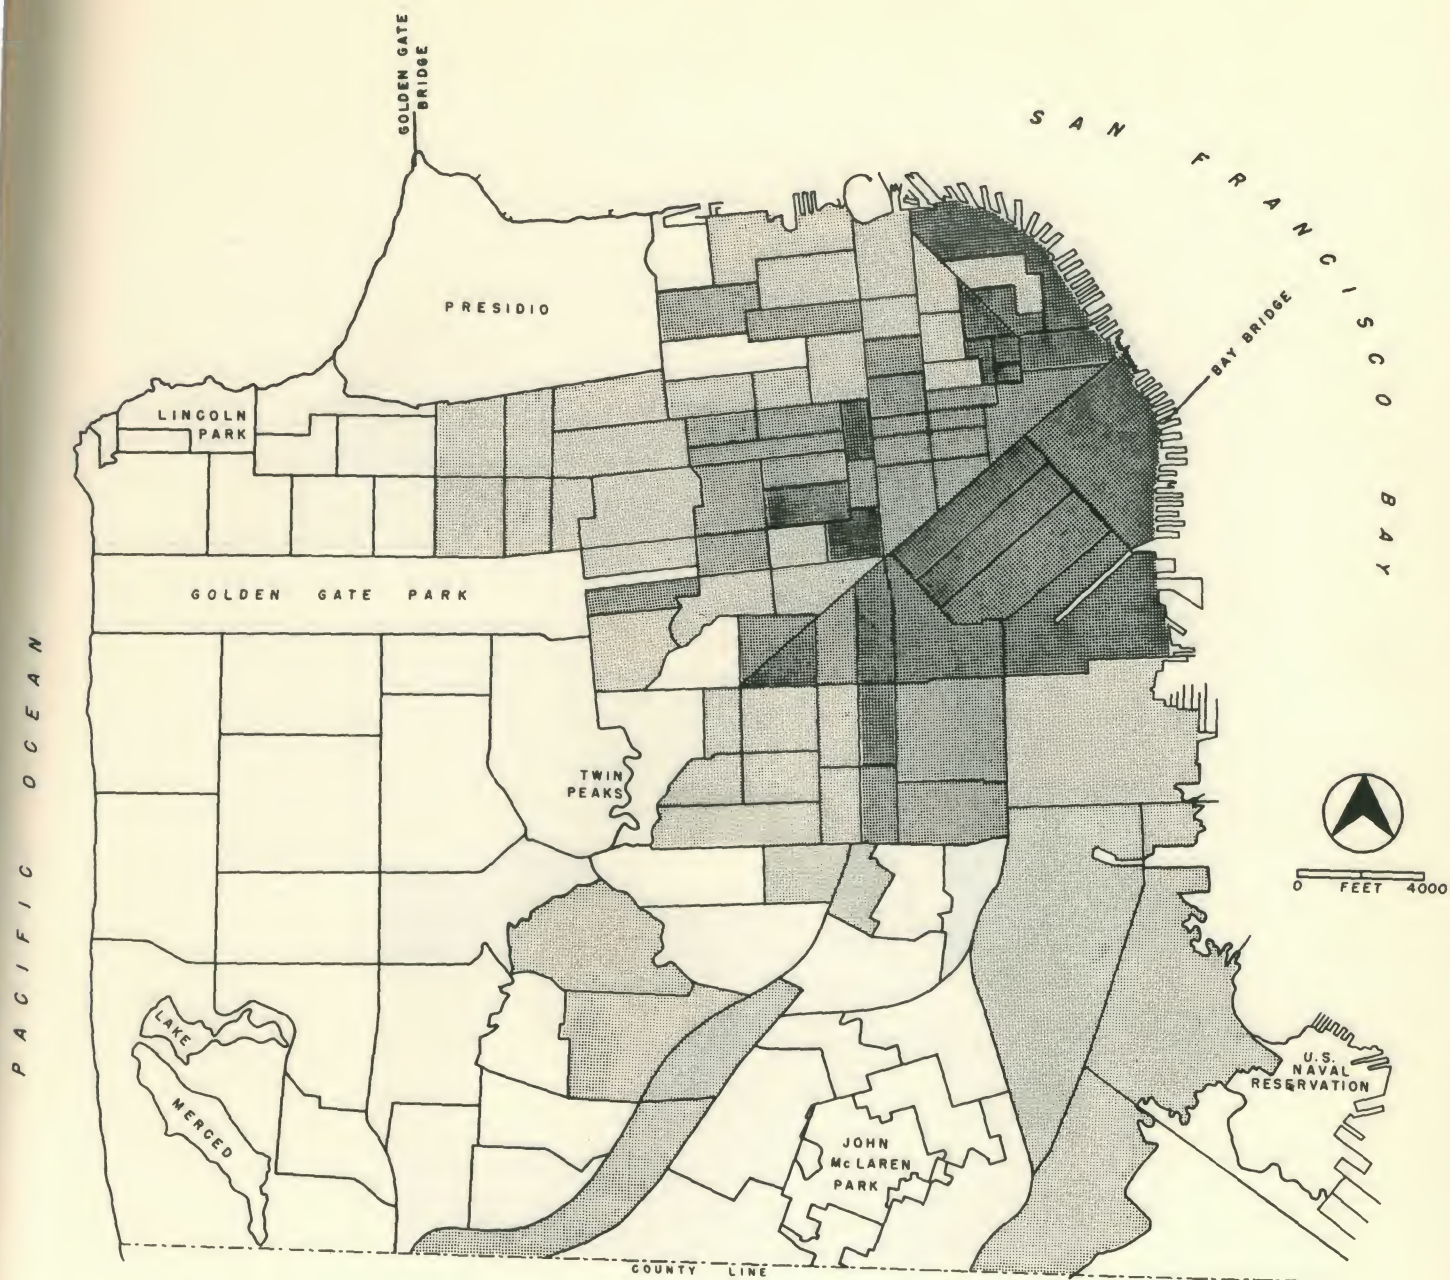 GOLDEN GATE
BRIDGE
SAN FRANCISCO BAY
PRESIDIO
BAY BRIDGE
LINCOLN
PARK
GOLDEN GATE PARK
PACIFIC OCEAN
TWIN
PEAKS
0 FEET 4000
LAKE
MERCED
U.S.
NAVAL
RESERVATION
JOHN
McLAREN
PARK
COUNTY LINE